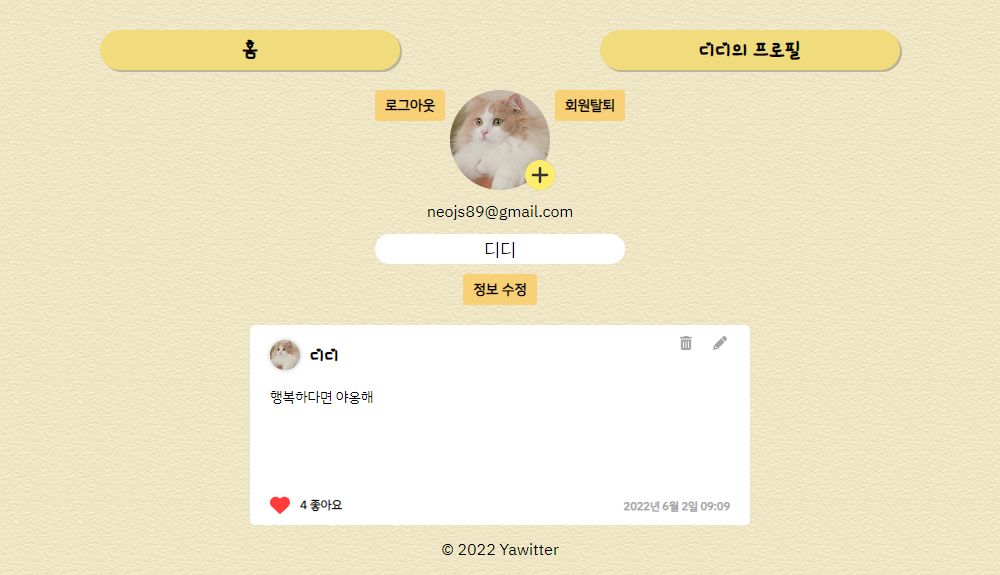 홈
디디의 프로필
로그아웃
회원탈퇴
neojs89@gmail.com
디디
정보 수정
디디
행복하다면 야옹해
4 좋아요
2022년 6월 2일 09:09
© 2022 Yawitter